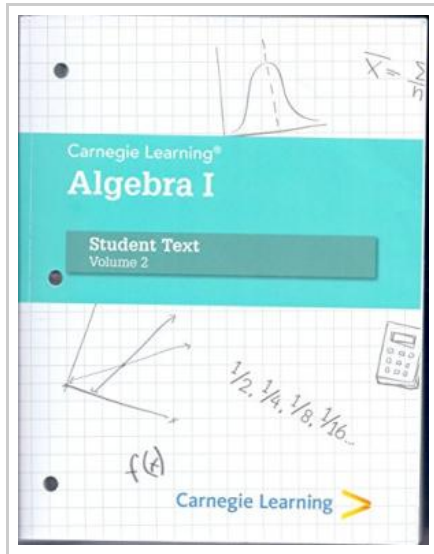 X̄ = Σ
n
Carnegie Learning®
Algebra I
Student Text
Volume 2
1/2, 1/4, 1/8, 1/16...
x
f(x)
Carnegie Learning